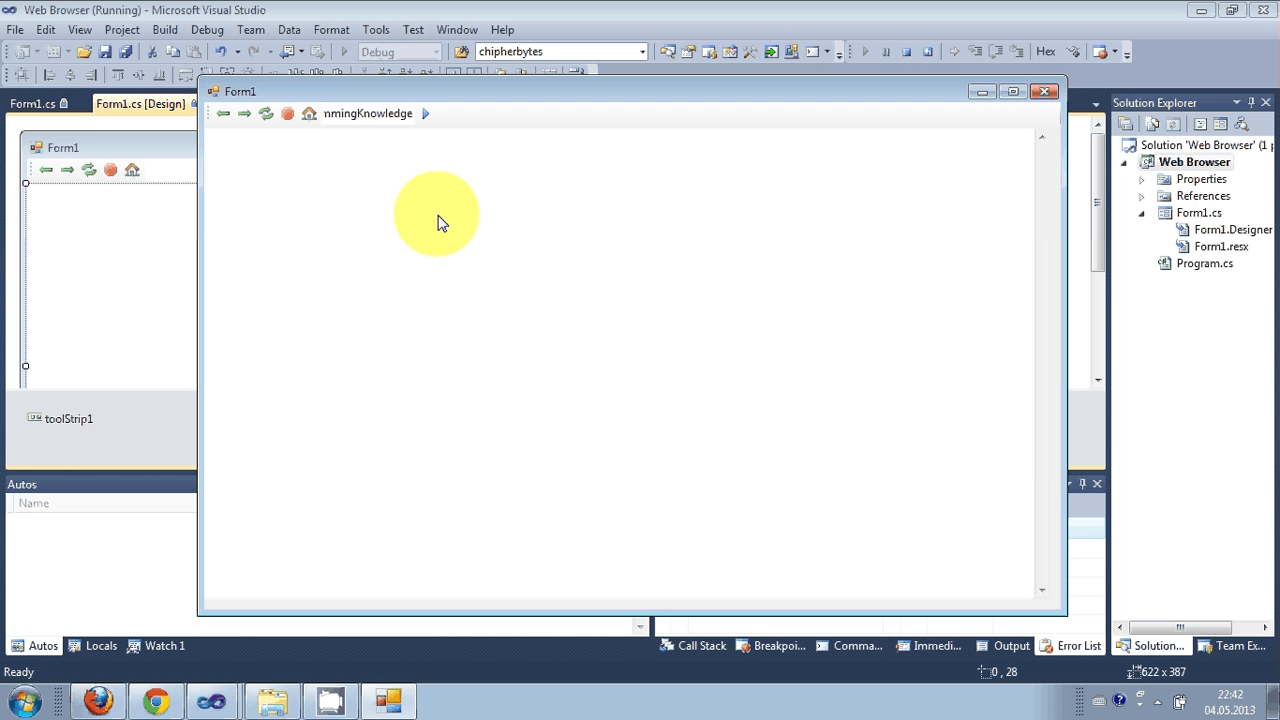 Web Browser (Running) - Microsoft Visual Studio
File Edit View Project Build Debug Team Data Format Tools Test Window Help
Debug chipherbytes Hex
Form1.cs Form1.cs [Design]
Form1
nmingKnowledge
Form1
toolStrip1
Autos
Name
Solution Explorer
Solution 'Web Browser' (1 p
Web Browser
Properties
References
Form1.cs
Form1.Designer
Form1.resx
Program.cs
Autos Locals Watch 1 Call Stack Breakpoi... Comma... Immedi... Output Error List Solution... Team Ex...
Ready 0 , 28 622 x 387
22:42
04.05.2013